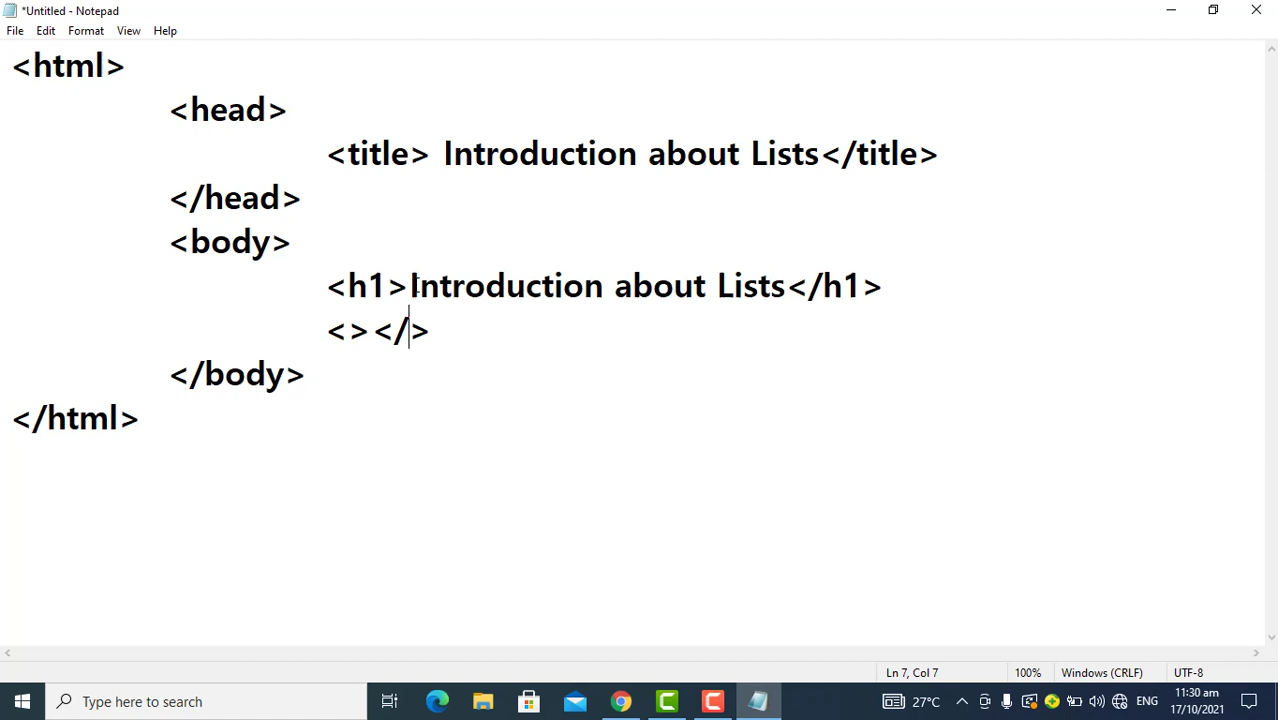 *Untitled - Notepad
File Edit Format View Help
<html>
<head>
<title> Introduction about Lists</title>
</head>
<body>
<h1>Introduction about Lists</h1>
<></>
</body>
</html>
Ln 7, Col 7 100% Windows (CRLF) UTF-8
Type here to search 27°C ENG 11:30 am
17/10/2021